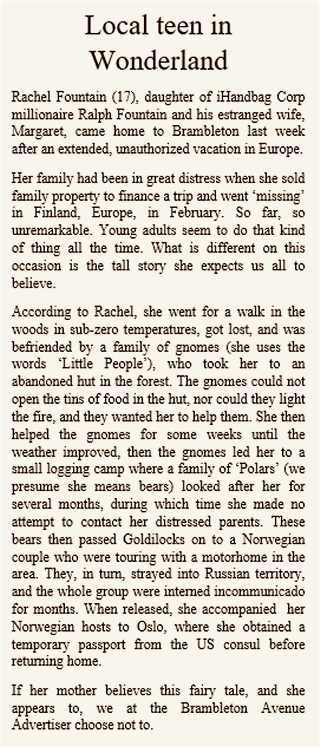 Local teen in
Wonderland
Rachel Fountain (17), daughter of iHandbag Corp
millionaire Ralph Fountain and his estranged wife,
Margaret, came home to Brambleton last week
after an extended, unauthorized vacation in Europe.
Her family had been in great distress when she sold
family property to finance a trip and went ‘missing’
in Finland, Europe, in February. So far, so
unremarkable. Young adults seem to do that kind
of thing all the time. What is different on this
occasion is the tall story she expects us all to
believe.
According to Rachel, she went for a walk in the
woods in sub-zero temperatures, got lost, and was
befriended by a family of gnomes (she uses the
words ‘Little People’), who took her to an
abandoned hut in the forest. The gnomes could not
open the tins of food in the hut, nor could they light
the fire, and they wanted her to help them. She then
helped the gnomes for some weeks until the
weather improved, then the gnomes led her to a
small logging camp where a family of ‘Polars’ (we
presume she means bears) looked after her for
several months, during which time she made no
attempt to contact her distressed parents. These
bears then passed Goldilocks on to a Norwegian
couple who were touring with a motorhome in the
area. They, in turn, strayed into Russian territory,
and the whole group were interned incommunicado
for months. When released, she accompanied her
Norwegian hosts to Oslo, where she obtained a
temporary passport from the US consul before
returning home.
If her mother believes this fairy tale, and she
appears to, we at the Brambleton Avenue
Advertiser choose not to.